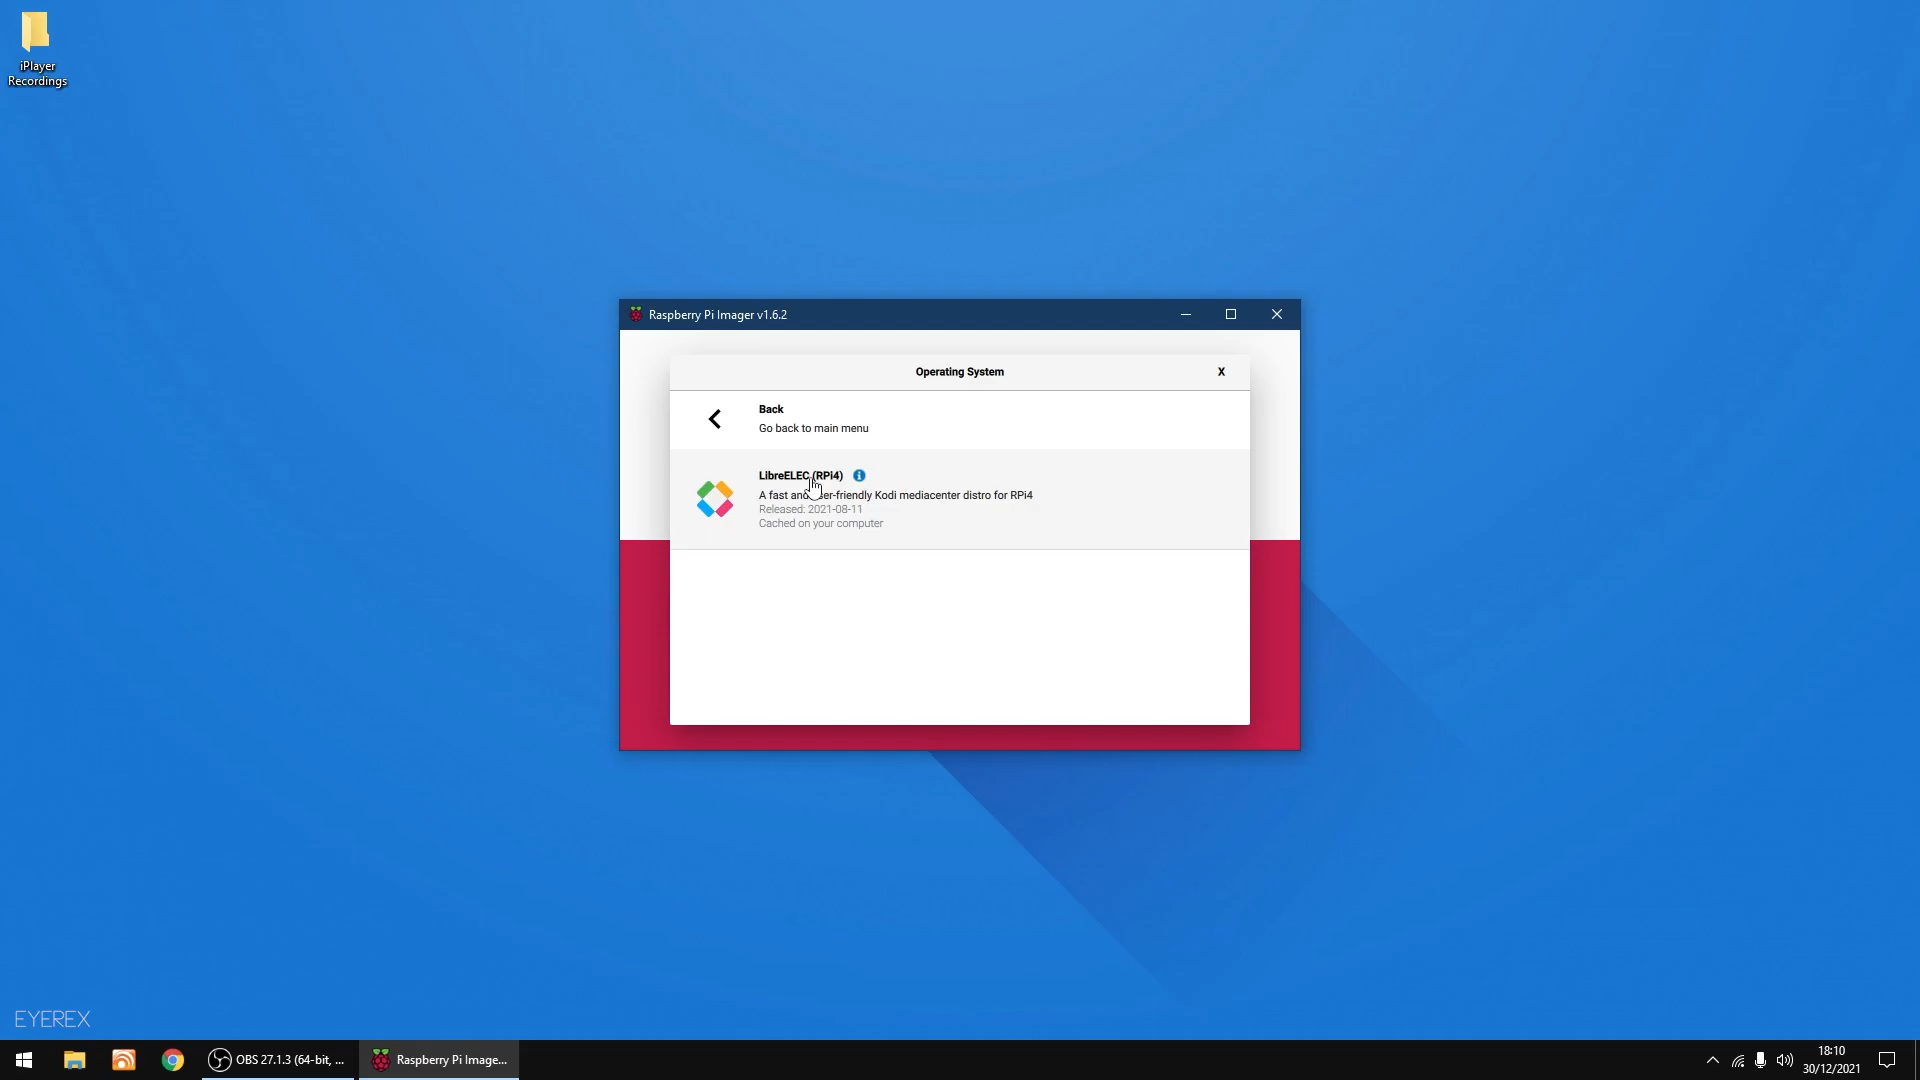 iPlayer
Recordings
Raspberry Pi Imager v1.6.2
Operating System
X
Back
Go back to main menu
LibreELEC (RPi4)
A fast and er-friendly Kodi mediacenter distro for RPi4
Released: 2021-08-11
Cached on your computer
EYEREX
OBS 27.1.3 (64-bit, ...
Raspberry Pi Image...
18:10
30/12/2021